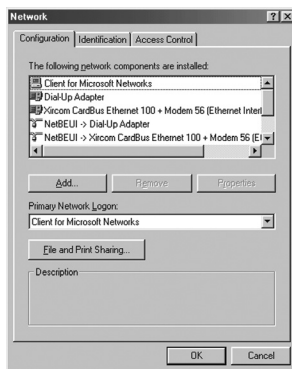 Network
Configuration Identification Access Control
The following network components are installed:
Client for Microsoft Networks
Dial-Up Adapter
Xircom CardBus Ethernet 100 + Modem 56 (Ethernet Interf
NetBEUI -> Dial-Up Adapter
NetBEUI -> Xircom CardBus Ethernet 100 + Modem 56 (Et
Add... Remove Properties
Primary Network Logon:
Client for Microsoft Networks
File and Print Sharing...
Description
OK Cancel